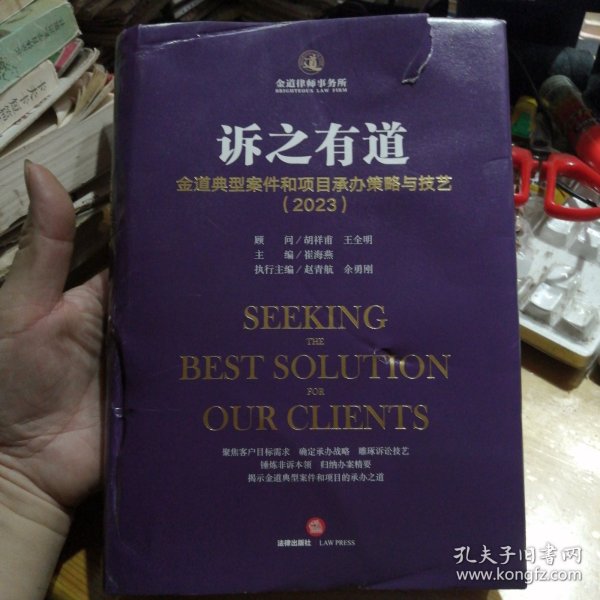 金道律师事务所
BRIGHTEOUS LAW FIRM
诉之有道
金道典型案件和项目承办策略与技艺
(2023)
顾 问/胡祥甫 王全明
主 编/崔海燕
执行主编/赵青航 余勇刚
SEEKING
THE
BEST SOLUTION
FOR
OUR CLIENTS
聚焦客户目标需求 确定承办战略 雕琢诉讼技艺
锤炼非诉本领 归纳办案精要
揭示金道典型案件和项目的承办之道
法律出版社 LAW PRESS
孔夫子旧书网
www.kongfz.com